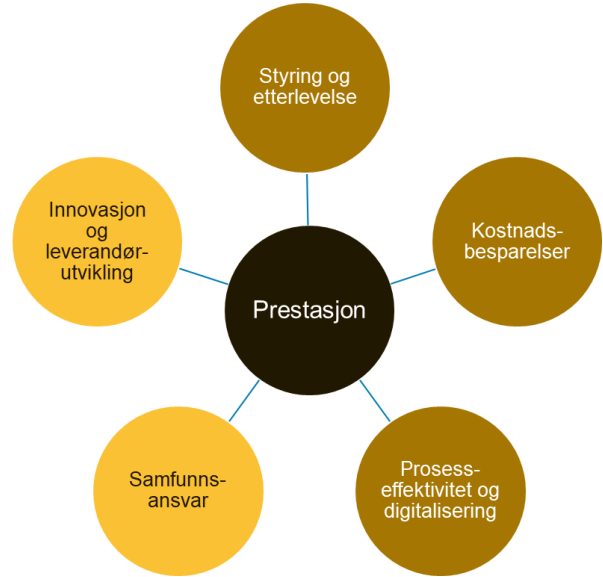 Styring og
etterlevelse
Innovasjon
og
leverandør-
utvikling
Kostnads-
besparelser
Prestasjon
Samfunns-
ansvar
Prosess-
effektivitet og
digitalisering